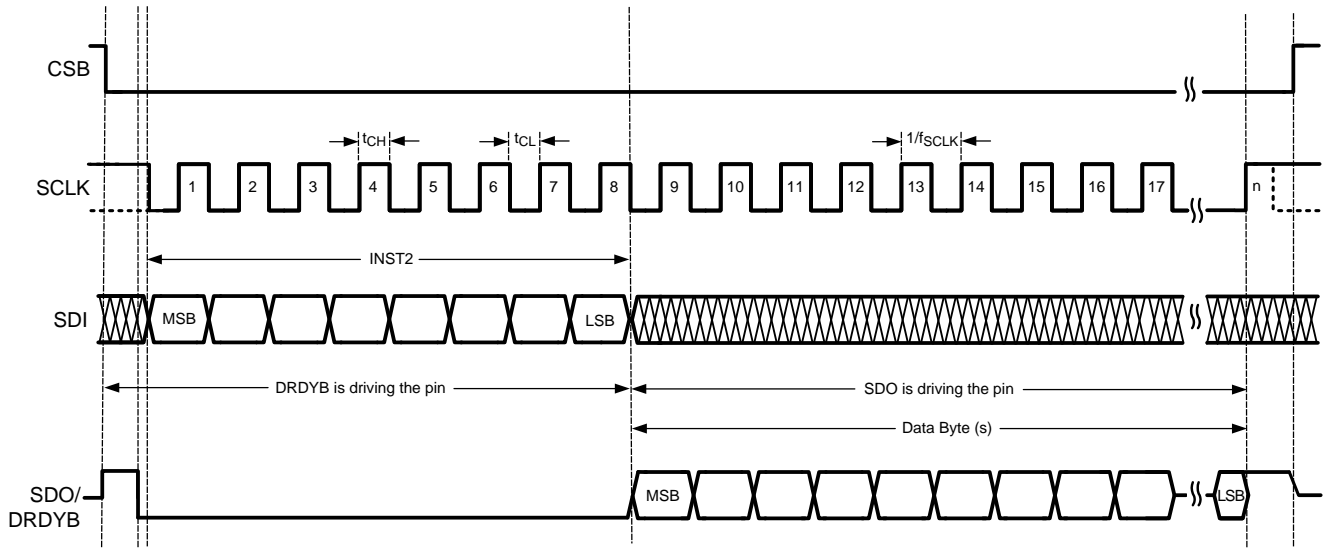 CSB
tCH
tCL
1/fSCLK
SCLK
1 2 3 4 5 6 7 8 9 10 11 12 13 14 15 16 17 n
INST2
SDI
MSB LSB
DRDYB is driving the pin
SDO is driving the pin
Data Byte (s)
SDO/
DRDYB
MSB LSB